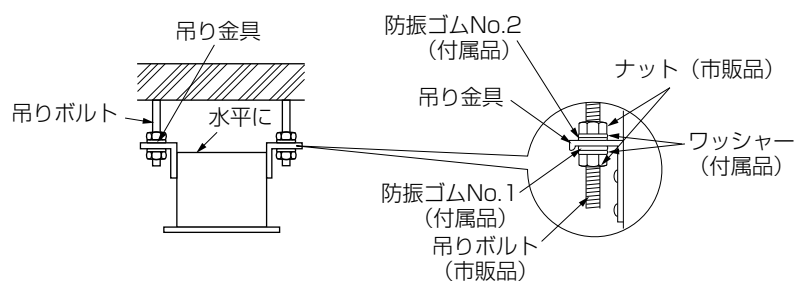 吊り金具
吊りボルト
水平に
防振ゴムNo.2
（付属品）
ナット（市販品）
吊り金具
ワッシャー
（付属品）
防振ゴムNo.1
（付属品）
吊りボルト
（市販品）